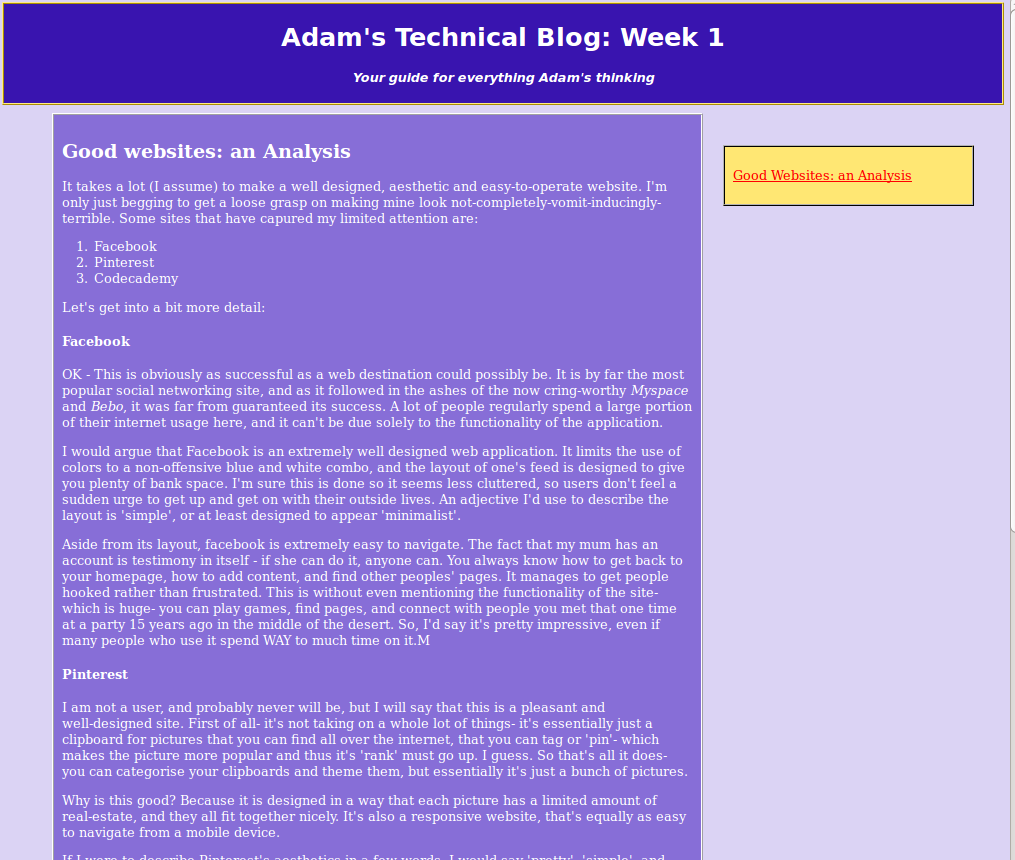 Adam's Technical Blog: Week 1
Your guide for everything Adam's thinking
Good websites: an Analysis
It takes a lot (I assume) to make a well designed, aesthetic and easy-to-operate website. I'm
only just begging to get a loose grasp on making mine look not-completely-vomit-inducingly-
terrible. Some sites that have capured my limited attention are:
1. Facebook
2. Pinterest
3. Codecademy
Let's get into a bit more detail:
Facebook
OK - This is obviously as successful as a web destination could possibly be. It is by far the most
popular social networking site, and as it followed in the ashes of the now cring-worthy Myspace
and Bebo, it was far from guaranteed its success. A lot of people regularly spend a large portion
of their internet usage here, and it can't be due solely to the functionality of the application.
I would argue that Facebook is an extremely well designed web application. It limits the use of
colors to a non-offensive blue and white combo, and the layout of one's feed is designed to give
you plenty of bank space. I'm sure this is done so it seems less cluttered, so users don't feel a
sudden urge to get up and get on with their outside lives. An adjective I'd use to describe the
layout is 'simple', or at least designed to appear 'minimalist'.
Aside from its layout, facebook is extremely easy to navigate. The fact that my mum has an
account is testimony in itself - if she can do it, anyone can. You always know how to get back to
your homepage, how to add content, and find other peoples' pages. It manages to get people
hooked rather than frustrated. This is without even mentioning the functionality of the site-
which is huge- you can play games, find pages, and connect with people you met that one time
at a party 15 years ago in the middle of the desert. So, I'd say it's pretty impressive, even if
many people who use it spend WAY to much time on it.M
Pinterest
I am not a user, and probably never will be, but I will say that this is a pleasant and
well-designed site. First of all- it's not taking on a whole lot of things- it's essentially just a
clipboard for pictures that you can find all over the internet, that you can tag or 'pin'- which
makes the picture more popular and thus it's 'rank' must go up. I guess. So that's all it does-
you can categorise your clipboards and theme them, but essentially it's just a bunch of pictures.
Why is this good? Because it is designed in a way that each picture has a limited amount of
real-estate, and they all fit together nicely. It's also a responsive website, that's equally as easy
to navigate from a mobile device.
If I were to describe Pinterest's aesthetics in a few words, I would say 'pretty', 'simple', and
Good Websites: an Analysis